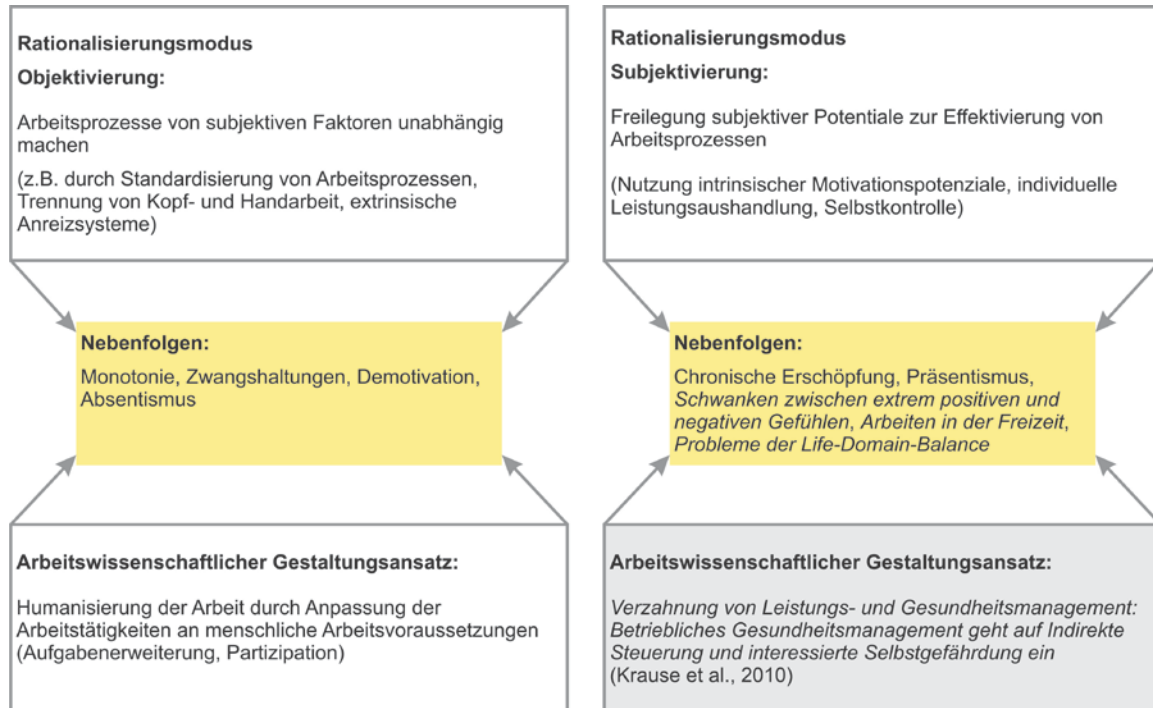 Rationalisierungsmodus
Objektivierung:
Arbeitsprozesse von subjektiven Faktoren unabhängig
machen
(z.B. durch Standardisierung von Arbeitsprozessen,
Trennung von Kopf- und Handarbeit, extrinsische
Anreizsysteme)
Nebenfolgen:
Monotonie, Zwangshaltungen, Demotivation,
Absentismus
Arbeitswissenschaftlicher Gestaltungsansatz:
Humanisierung der Arbeit durch Anpassung der
Arbeitstätigkeiten an menschliche Arbeitsvoraussetzungen
(Aufgabenerweiterung, Partizipation)
Rationalisierungsmodus
Subjektivierung:
Freilegung subjektiver Potentiale zur Effektivierung von
Arbeitsprozessen
(Nutzung intrinsischer Motivationspotenziale, individuelle
Leistungsaushandlung, Selbstkontrolle)
Nebenfolgen:
Chronische Erschöpfung, Präsentismus,
Schwanken zwischen extrem positiven und
negativen Gefühlen, Arbeiten in der Freizeit,
Probleme der Life-Domain-Balance
Arbeitswissenschaftlicher Gestaltungsansatz:
Verzahnung von Leistungs- und Gesundheitsmanagement:
Betriebliches Gesundheitsmanagement geht auf Indirekte
Steuerung und interessierte Selbstgefährdung ein
(Krause et al., 2010)